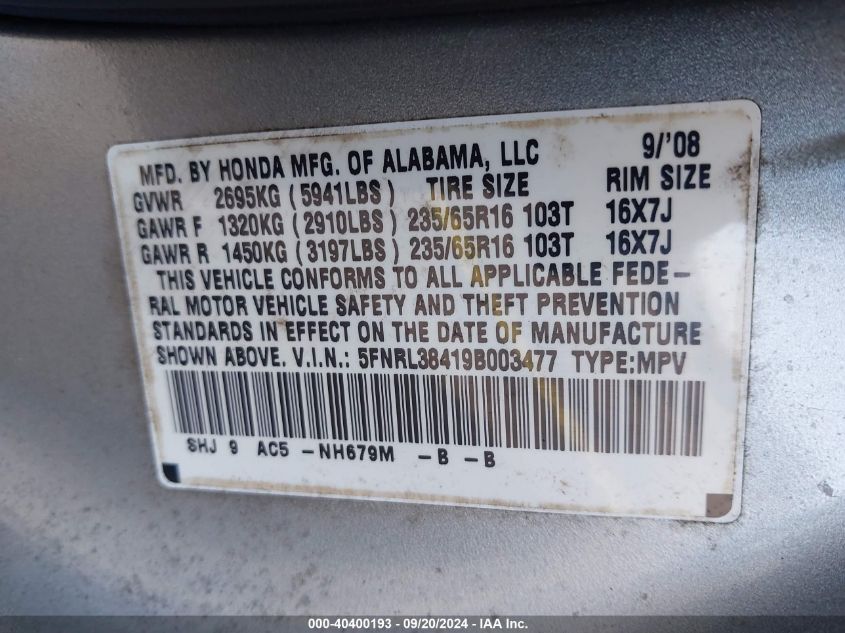 MFD. BY HONDA MFG. OF ALABAMA, LLC 9/'08
GVWR 2695KG (5941LBS) TIRE SIZE RIM SIZE
GAWR F 1320KG (2910LBS) 235/65R16 103T 16X7J
GAWR R 1450KG (3197LBS) 235/65R16 103T 16X7J
THIS VEHICLE CONFORMS TO ALL APPLICABLE FEDE-
RAL MOTOR VEHICLE SAFETY AND THEFT PREVENTION
STANDARDS IN EFFECT ON THE DATE OF MANUFACTURE
SHOWN ABOVE. V.I.N.: 5FNRL38419B003477 TYPE:MPV
SHJ 9 AC5 -NH679M -B -B
000-40400193 - 09/20/2024 - IAAI.com